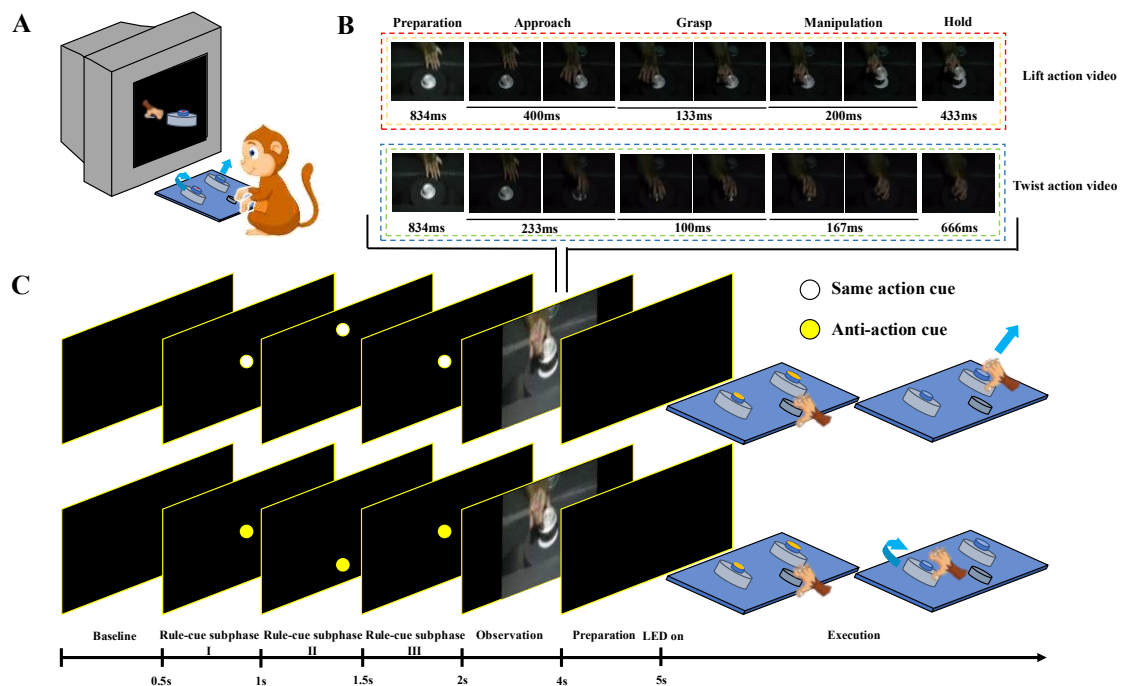 A
B
Preparation Approach Grasp Manipulation Hold
Lift action video
834ms 400ms 133ms 200ms 433ms
Twist action video
834ms 233ms 100ms 167ms 666ms
C
Same action cue
Anti-action cue
Baseline Rule-cue subphase Rule-cue subphase Rule-cue subphase Observation Preparation LED on Execution
I II III
0.5s 1s 1.5s 2s 4s 5s